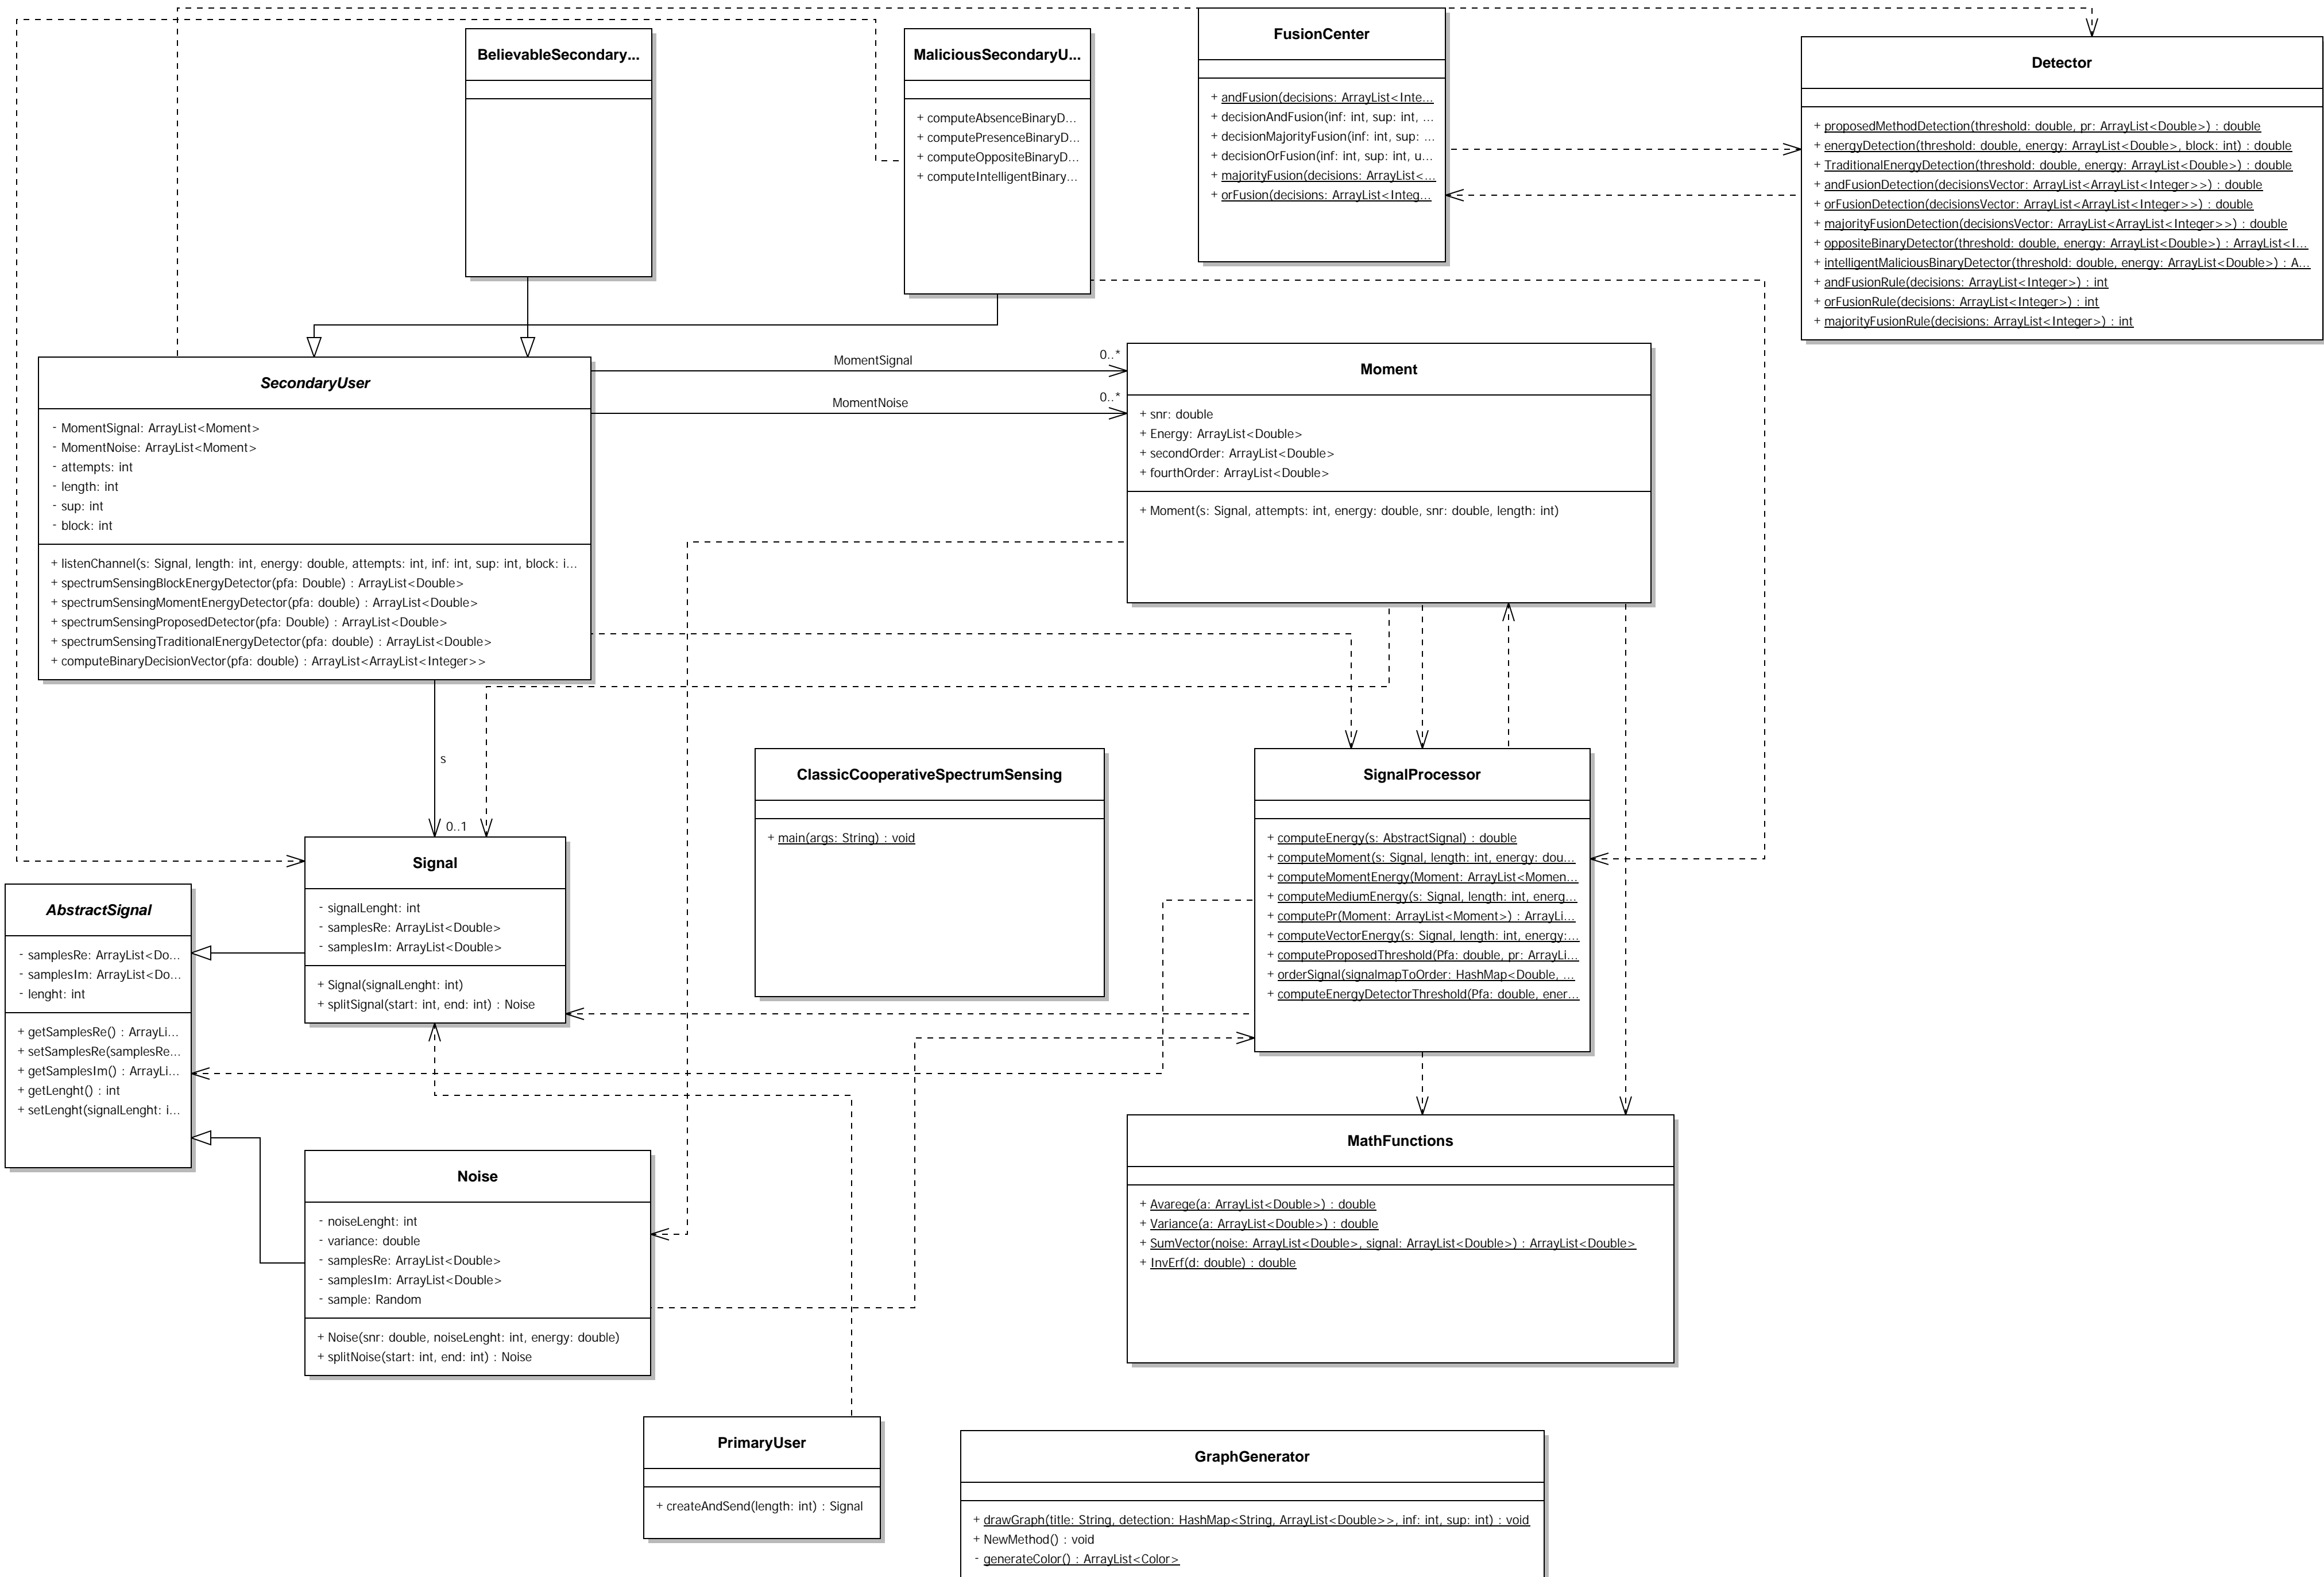 BelievableSecondary...
MaliciousSecondaryU...
+ computeAbsenceBinaryD...
+ computePresenceBinaryD...
+ computeOppositeBinaryD...
+ computeIntelligentBinary...
FusionCenter
+ andFusion(decisions: ArrayList<Inte...
+ decisionAndFusion(inf: int, sup: int, ...
+ decisionMajorityFusion(inf: int, sup: ...
+ decisionOrFusion(inf: int, sup: int, u...
+ majorityFusion(decisions: ArrayList<...
+ orFusion(decisions: ArrayList<Integ...
Detector
+ proposedMethodDetection(threshold: double, pr: ArrayList<Double>) : double
+ energyDetection(threshold: double, energy: ArrayList<Double>, block: int) : double
+ TraditionalEnergyDetection(threshold: double, energy: ArrayList<Double>) : double
+ andFusionDetection(decisionsVector: ArrayList<ArrayList<Integer>>) : double
+ orFusionDetection(decisionsVector: ArrayList<ArrayList<Integer>>) : double
+ majorityFusionDetection(decisionsVector: ArrayList<ArrayList<Integer>>) : double
+ oppositeBinaryDetector(threshold: double, energy: ArrayList<Double>) : ArrayList<I...
+ intelligentMaliciousBinaryDetector(threshold: double, energy: ArrayList<Double>) : A...
+ andFusionRule(decisions: ArrayList<Integer>) : int
+ orFusionRule(decisions: ArrayList<Integer>) : int
+ majorityFusionRule(decisions: ArrayList<Integer>) : int
SecondaryUser
- MomentSignal: ArrayList<Moment>
- MomentNoise: ArrayList<Moment>
- attempts: int
- length: int
- sup: int
- block: int
+ listenChannel(s: Signal, length: int, energy: double, attempts: int, inf: int, sup: int, block: i...
+ spectrumSensingBlockEnergyDetector(pfa: Double) : ArrayList<Double>
+ spectrumSensingMomentEnergyDetector(pfa: double) : ArrayList<Double>
+ spectrumSensingProposedDetector(pfa: Double) : ArrayList<Double>
+ spectrumSensingTraditionalEnergyDetector(pfa: double) : ArrayList<Double>
+ computeBinaryDecisionVector(pfa: double) : ArrayList<ArrayList<Integer>>
MomentSignal
0..*
MomentNoise
0..*
Moment
+ snr: double
+ Energy: ArrayList<Double>
+ secondOrder: ArrayList<Double>
+ fourthOrder: ArrayList<Double>
+ Moment(s: Signal, attempts: int, energy: double, snr: double, length: int)
s
0..1
ClassicCooperativeSpectrumSensing
+ main(args: String) : void
SignalProcessor
+ computeEnergy(s: AbstractSignal) : double
+ computeMoment(s: Signal, length: int, energy: dou...
+ computeMomentEnergy(Moment: ArrayList<Momen...
+ computeMediumEnergy(s: Signal, length: int, energ...
+ computePr(Moment: ArrayList<Moment>) : ArrayLi...
+ computeVectorEnergy(s: Signal, length: int, energy:...
+ computeProposedThreshold(Pfa: double, pr: ArrayLi...
+ orderSignal(signalmapToOrder: HashMap<Double, ...
+ computeEnergyDetectorThreshold(Pfa: double, ener...
Signal
- signalLenght: int
- samplesRe: ArrayList<Double>
- samplesIm: ArrayList<Double>
+ Signal(signalLenght: int)
+ splitSignal(start: int, end: int) : Noise
AbstractSignal
- samplesRe: ArrayList<Do...
- samplesIm: ArrayList<Do...
- lenght: int
+ getSamplesRe() : ArrayLi...
+ setSamplesRe(samplesRe...
+ getSamplesIm() : ArrayLi...
+ getLenght() : int
+ setLenght(signalLenght: i...
Noise
- noiseLenght: int
- variance: double
- samplesRe: ArrayList<Double>
- samplesIm: ArrayList<Double>
- sample: Random
+ Noise(snr: double, noiseLenght: int, energy: double)
+ splitNoise(start: int, end: int) : Noise
MathFunctions
+ Avarege(a: ArrayList<Double>) : double
+ Variance(a: ArrayList<Double>) : double
+ SumVector(noise: ArrayList<Double>, signal: ArrayList<Double>) : ArrayList<Double>
+ InvErf(d: double) : double
PrimaryUser
+ createAndSend(length: int) : Signal
GraphGenerator
+ drawGraph(title: String, detection: HashMap<String, ArrayList<Double>>, inf: int, sup: int) : void
+ NewMethod() : void
- generateColor() : ArrayList<Color>